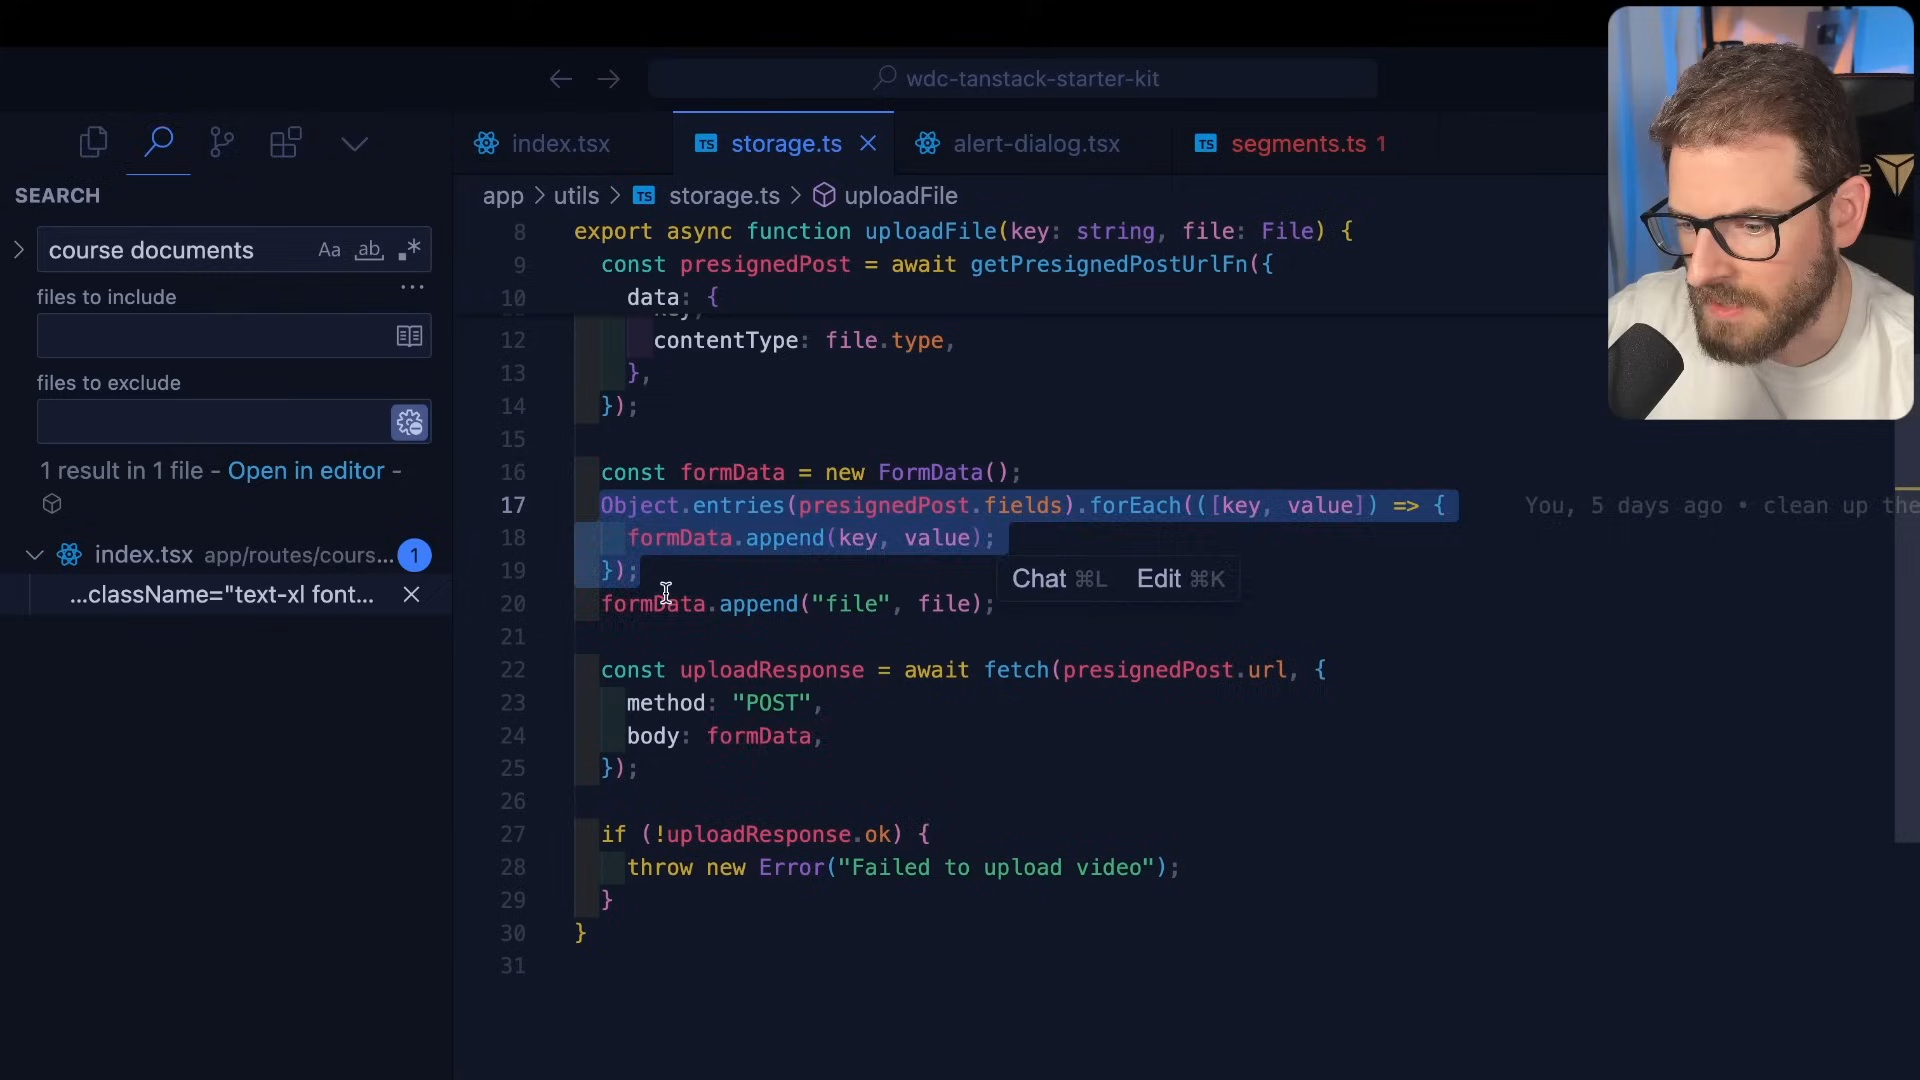 wdc-tanstack-starter-kit
index.tsx
storage.ts
alert-dialog.tsx
segments.ts 1
SEARCH
course documents
Aa
ab
files to include
files to exclude
1 result in 1 file - Open in editor -
index.tsx app/routes/cours... 1
...className="text-xl font...
app > utils > TS storage.ts > uploadFile
8 export async function uploadFile(key: string, file: File) {
9 const presignedPost = await getPresignedPostUrlFn({
10 data: {
12 contentType: file.type,
13 },
14 });
15
16 const formData = new FormData();
17 Object.entries(presignedPost.fields).forEach(([key, value]) => { You, 5 days ago • clean up the
18 formData.append(key, value);
19 });
Chat ⌘L Edit ⌘K
20 formData.append("file", file);
21
22 const uploadResponse = await fetch(presignedPost.url, {
23 method: "POST",
24 body: formData,
25 });
26
27 if (!uploadResponse.ok) {
28 throw new Error("Failed to upload video");
29 }
30 }
31